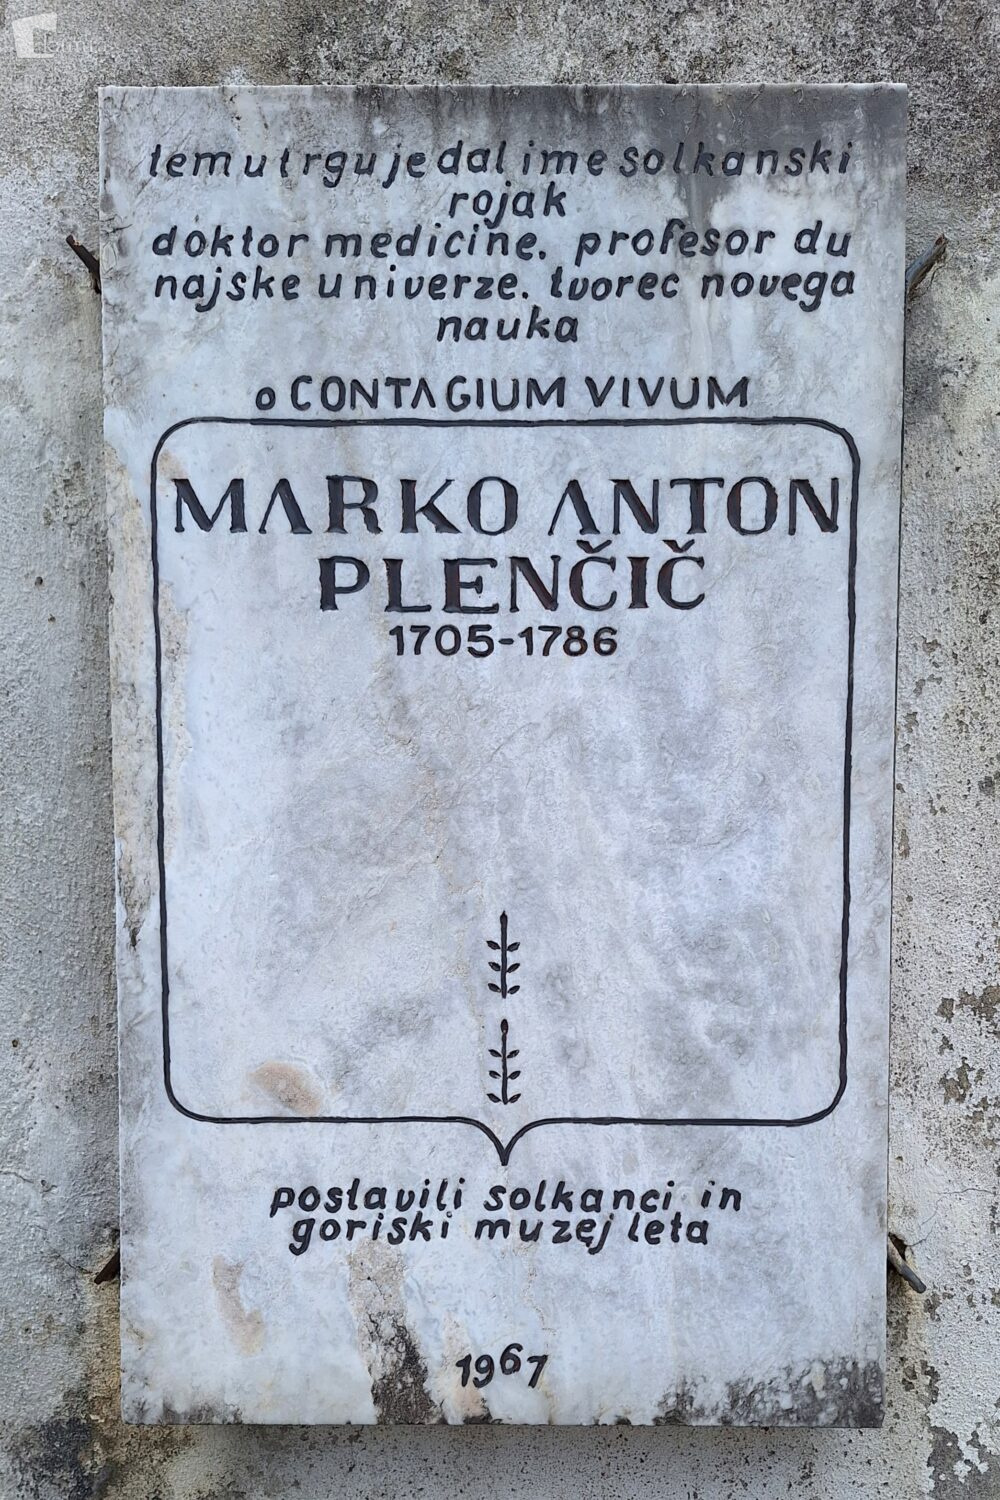 temu trgu je dal ime solkanski
rojak
doktor medicine, profesor du
najske univerze, tvorec novega
nauka
o CONTAGIUM VIVUM
MARKO ANTON
PLENČIČ
1705-1786
postavili solkanci in
goriski muzej leta
1967